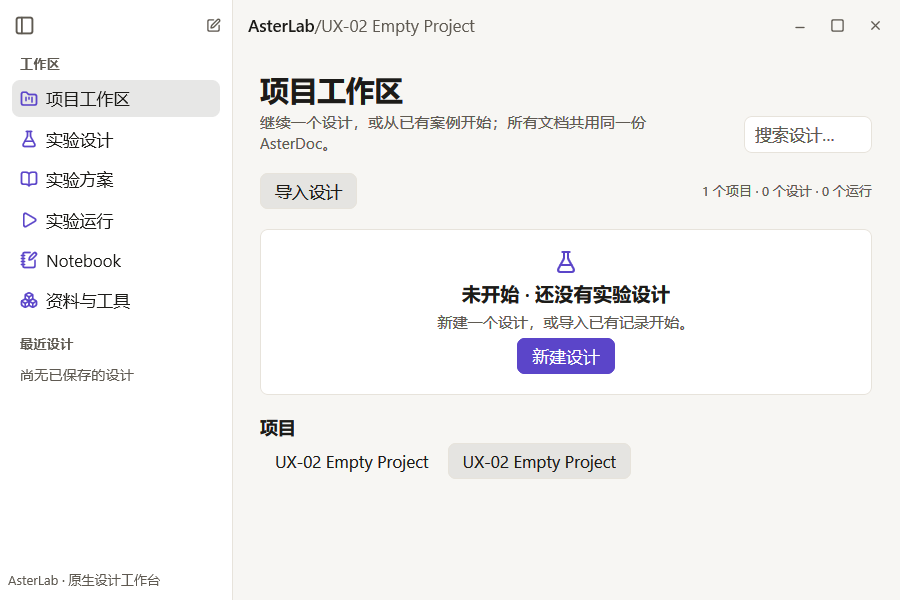 AsterLab/UX-02 Empty Project
工作区
项目工作区
实验设计
实验方案
实验运行
Notebook
资料与工具
最近设计
尚无已保存的设计
AsterLab · 原生设计工作台
项目工作区
继续一个设计，或从已有案例开始；所有文档共用同一份
AsterDoc。
搜索设计...
导入设计
1 个项目 · 0 个设计 · 0 个运行
未开始 · 还没有实验设计
新建一个设计，或导入已有记录开始。
新建设计
项目
UX-02 Empty Project UX-02 Empty Project